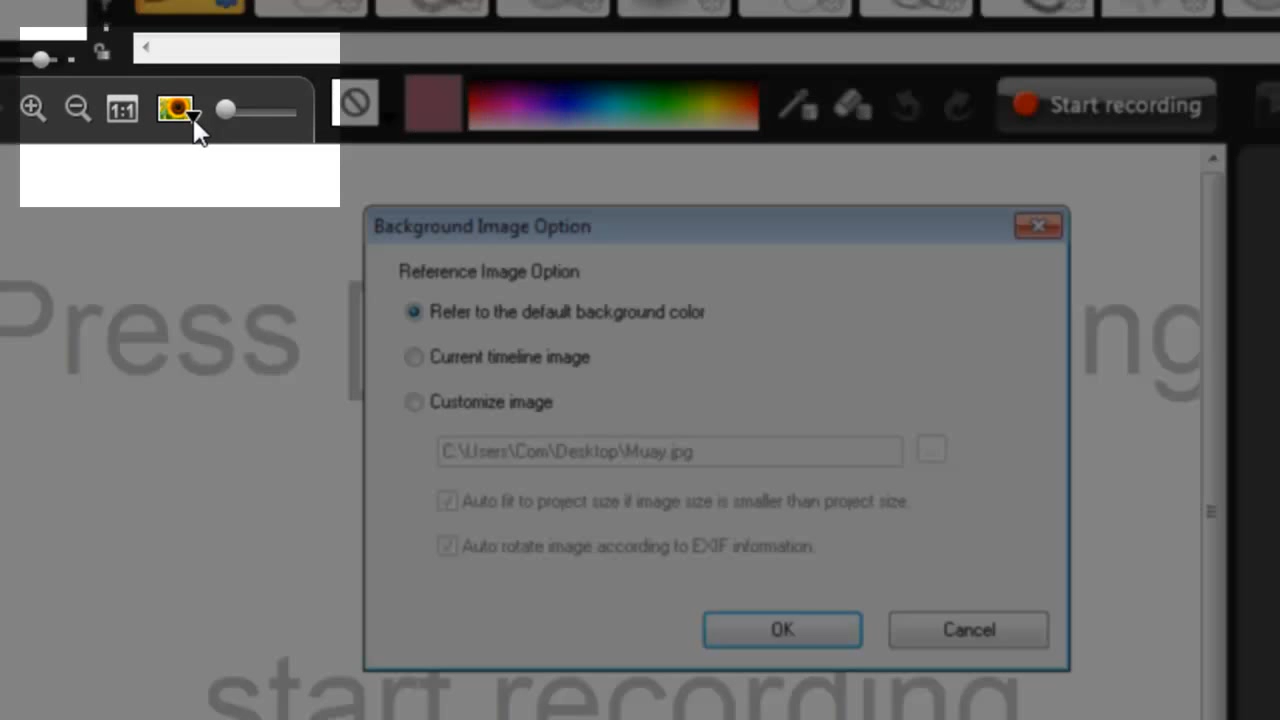 1:1
Start recording
Background Image Option
Reference Image Option
Press
ng
Refer to the default background color
Current timeline image
Customize image
C:\Users\Com\Desktop\Muay.jpg
...
Auto fit to project size if image size is smaller than project size.
Auto rotate image according to EXIF information.
OK
Cancel
start recording